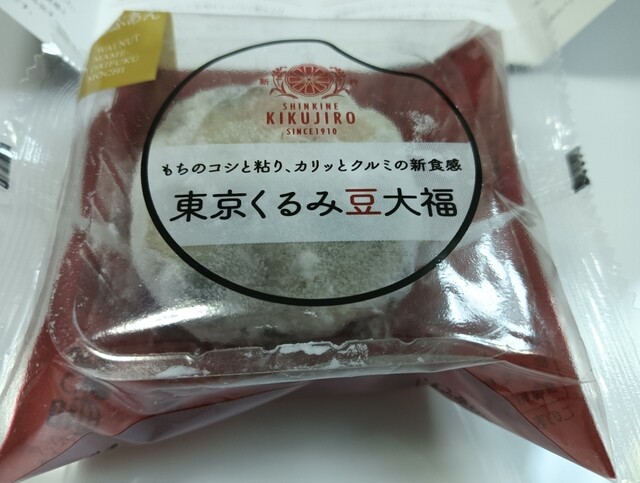 WALNUT
MAME
DAIFUKU
MOCHI
SHINKINE
KIKUJIRO
SINCE1910
もちのコシと粘り、カリッとクルミの新食感
東京くるみ豆大福